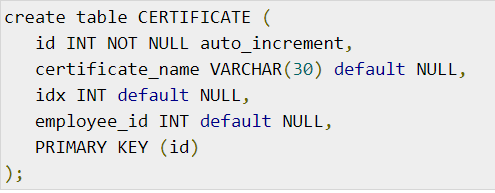 create table CERTIFICATE (
   id INT NOT NULL auto_increment,
   certificate_name VARCHAR(30) default NULL,
   idx INT default NULL,
   employee_id INT default NULL,
   PRIMARY KEY (id)
);